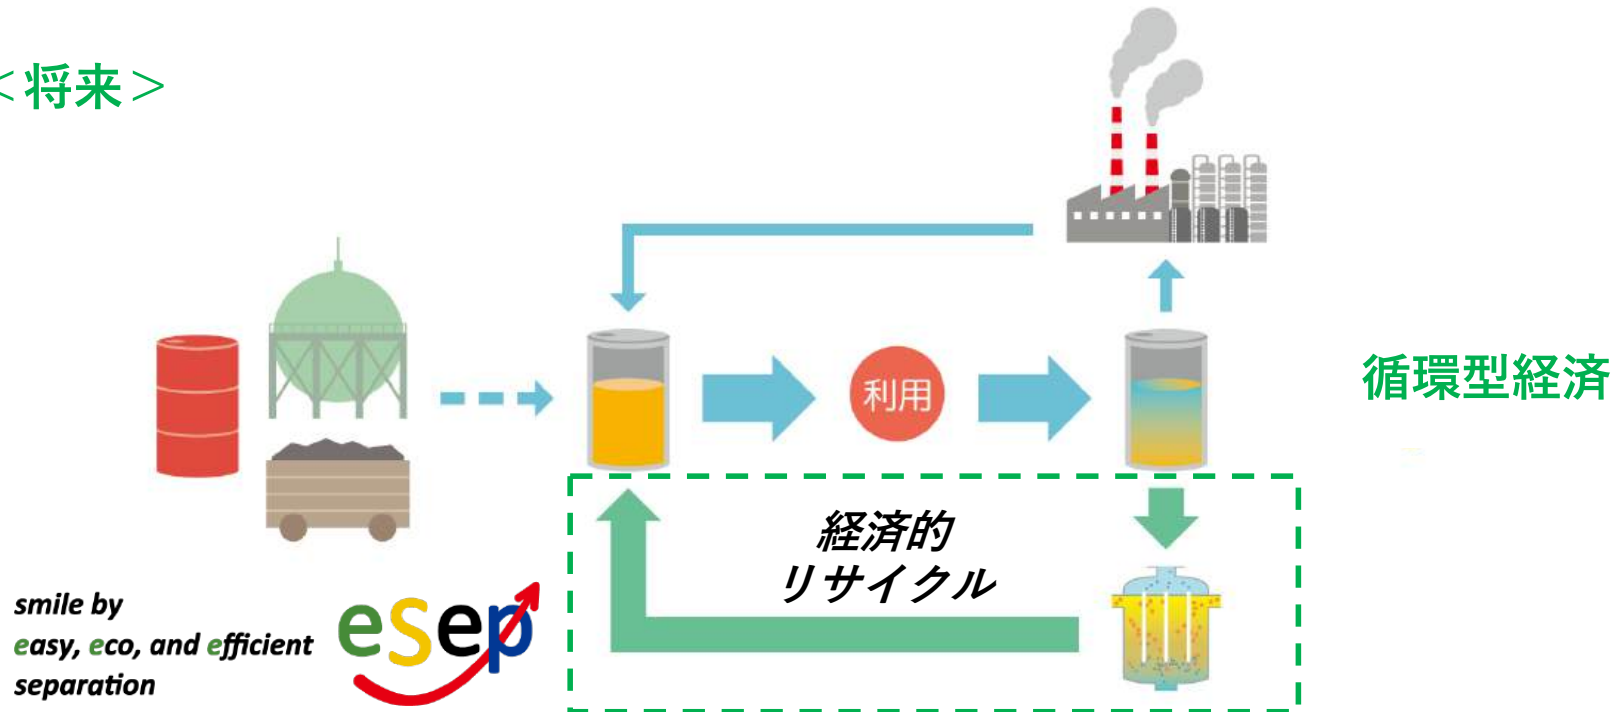 ＜将来＞
利用
循環型経済
経済的
リサイクル
smile by
easy, eco, and efficient
separation
esep